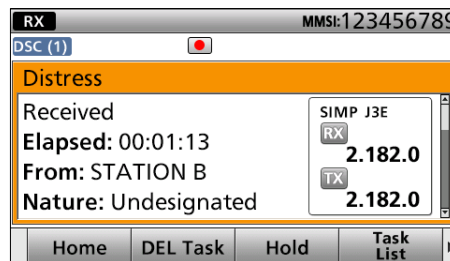 RX MMSI:123456789
DSC (1)
Distress
Received
Elapsed: 00:01:13
From: STATION B
Nature: Undesignated
SIMP J3E
RX
2.182.0
TX
2.182.0
Home DEL Task Hold Task List